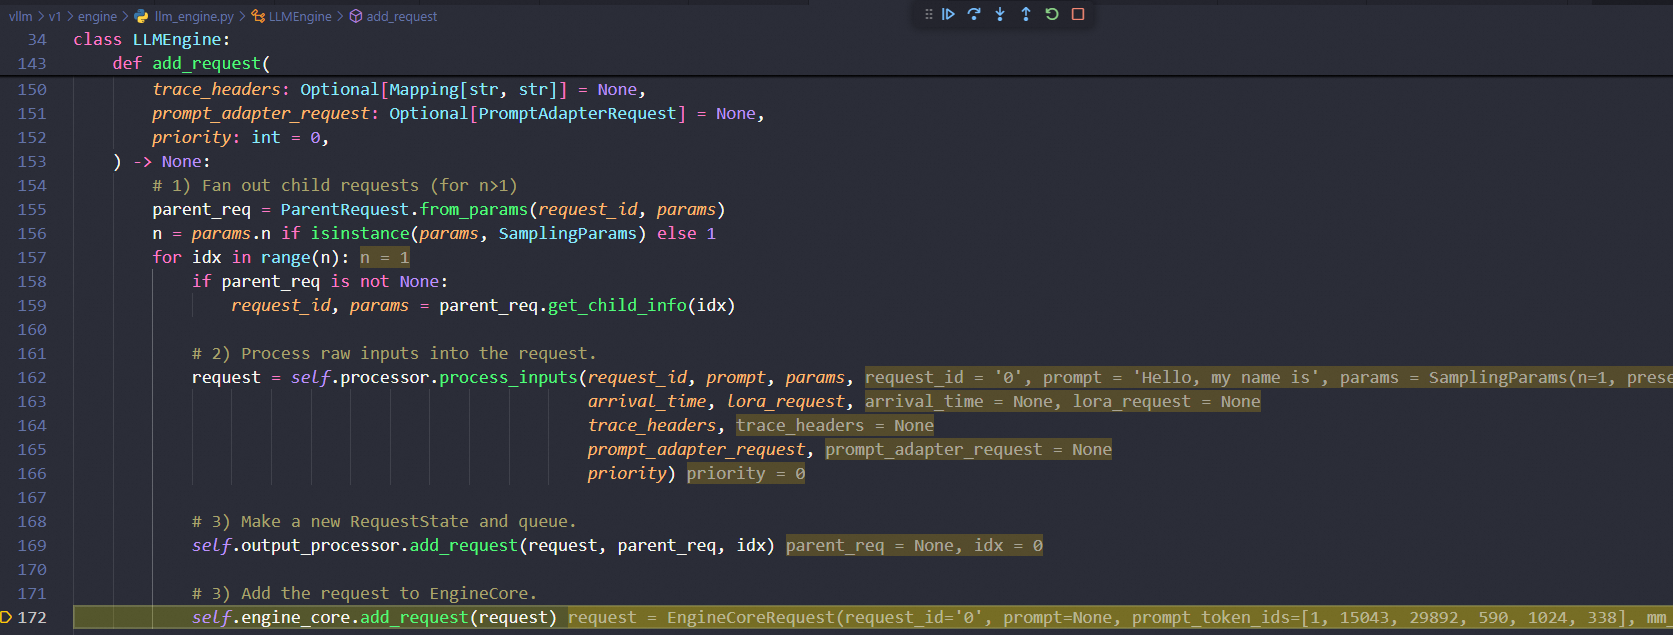 vllm > v1 > engine > llm_engine.py > LLMEngine > add_request
34 class LLMEngine:
143 def add_request(
150 trace_headers: Optional[Mapping[str, str]] = None,
151 prompt_adapter_request: Optional[PromptAdapterRequest] = None,
152 priority: int = 0,
153 ) -> None:
154 # 1) Fan out child requests (for n>1)
155 parent_req = ParentRequest.from_params(request_id, params)
156 n = params.n if isinstance(params, SamplingParams) else 1
157 for idx in range(n): n = 1
158 if parent_req is not None:
159 request_id, params = parent_req.get_child_info(idx)
160
161 # 2) Process raw inputs into the request.
162 request = self.processor.process_inputs(request_id, prompt, params, request_id = '0', prompt = 'Hello, my name is', params = SamplingParams(n=1, prese
163 arrival_time, lora_request, arrival_time = None, lora_request = None
164 trace_headers, trace_headers = None
165 prompt_adapter_request, prompt_adapter_request = None
166 priority) priority = 0
167
168 # 3) Make a new RequestState and queue.
169 self.output_processor.add_request(request, parent_req, idx) parent_req = None, idx = 0
170
171 # 3) Add the request to EngineCore.
172 self.engine_core.add_request(request) request = EngineCoreRequest(request_id='0', prompt=None, prompt_token_ids=[1, 15043, 29892, 590, 1024, 338], mm_